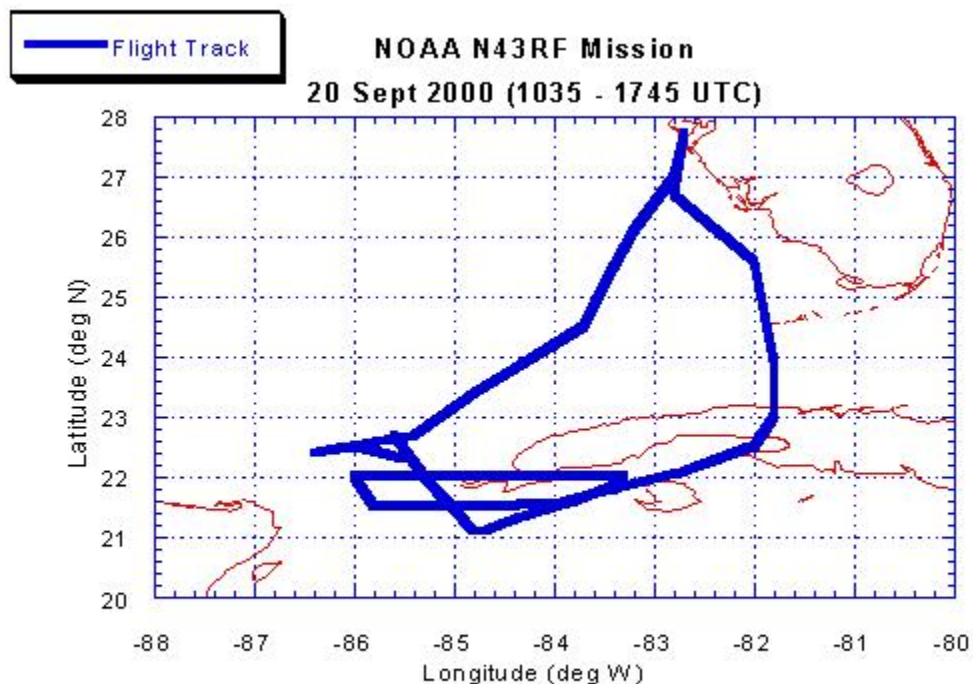 Flight Track
NOAA N43RF Mission
20 Sept 2000 (1035 - 1745 UTC)
28
27
26
25
24
23
22
21
20
Latitude (deg N)
-88 -87 -86 -85 -84 -83 -82 -81 -80
Longitude (deg W)